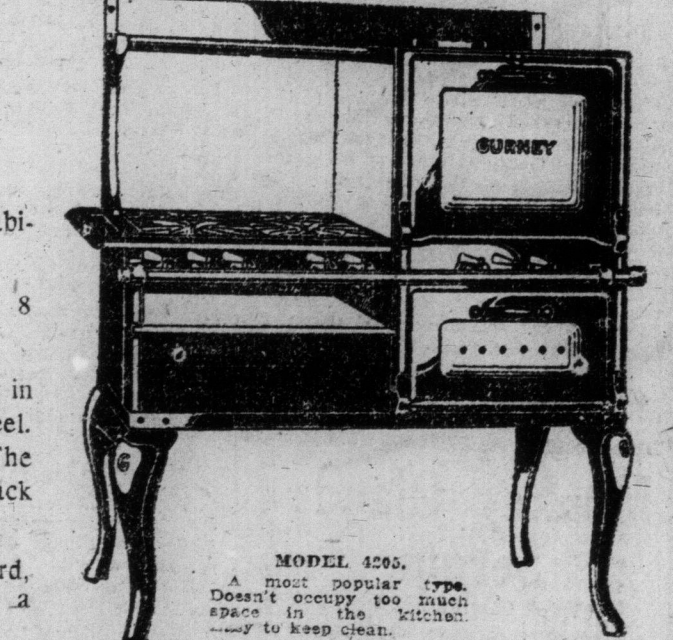 GURNEY
bi-
8
in
eel.
The
ack
rd,
a
G
G
MODEL 4205.
A most popular type.
Doesn't occupy too much
space in the kitchen.
to keep clean.